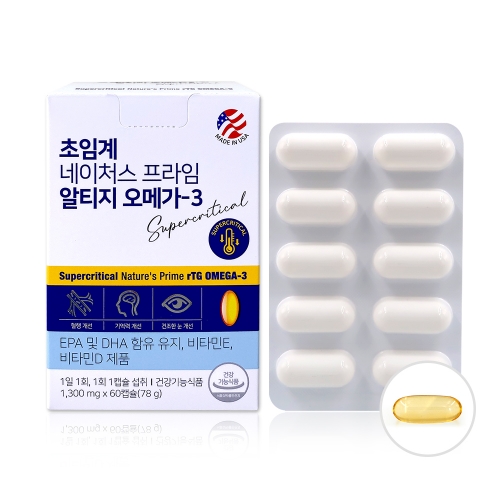 Supercritical Nature's Prime rTG OMEGA-3
MADE IN USA
초임계
네이처스 프라임
알티지 오메가-3
Supercritical
SUPERCRITICAL
Supercritical Nature's Prime rTG OMEGA-3
혈행 개선
기억력 개선
건조한 눈 개선
EPA 및 DHA 함유 유지, 비타민E,
비타민D 제품
1일 1회, 1회 1캡슐 섭취 I 건강기능식품
1,300 mg x 60캡슐(78 g)
건강
기능식품